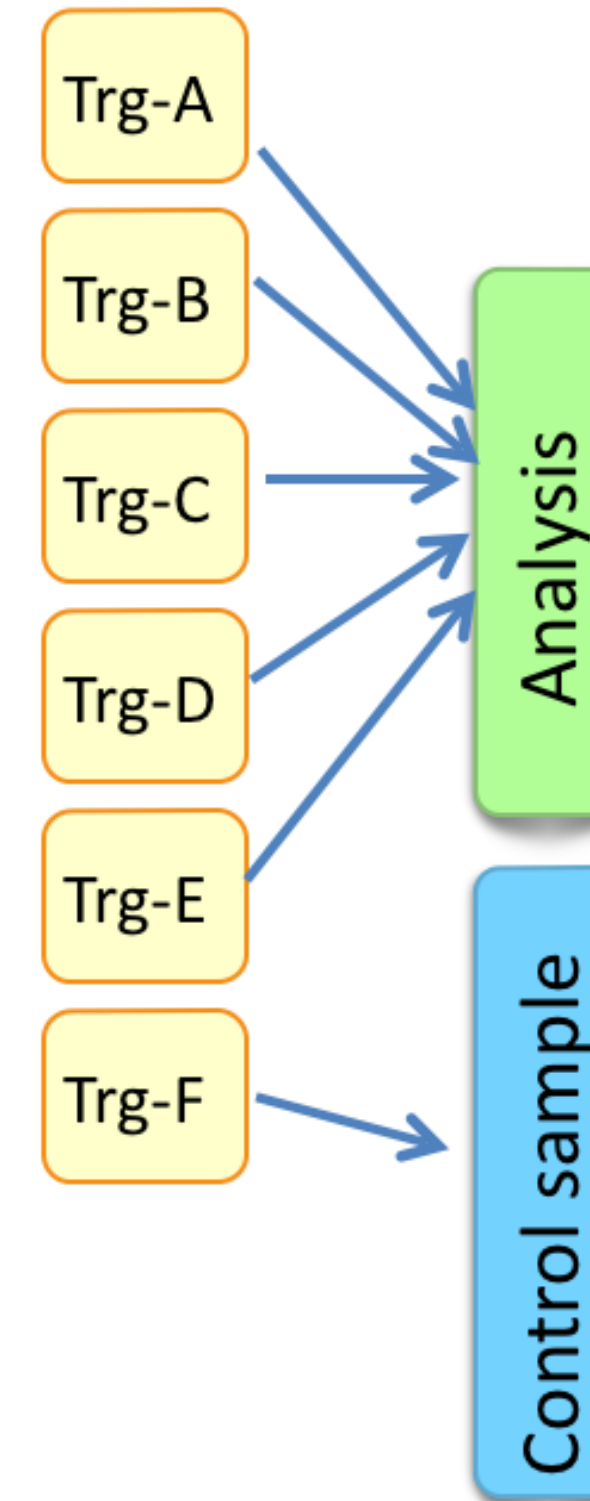 Trg-A
Trg-B
Trg-C
Trg-D
Trg-E
Trg-F
Analysis
Control sample